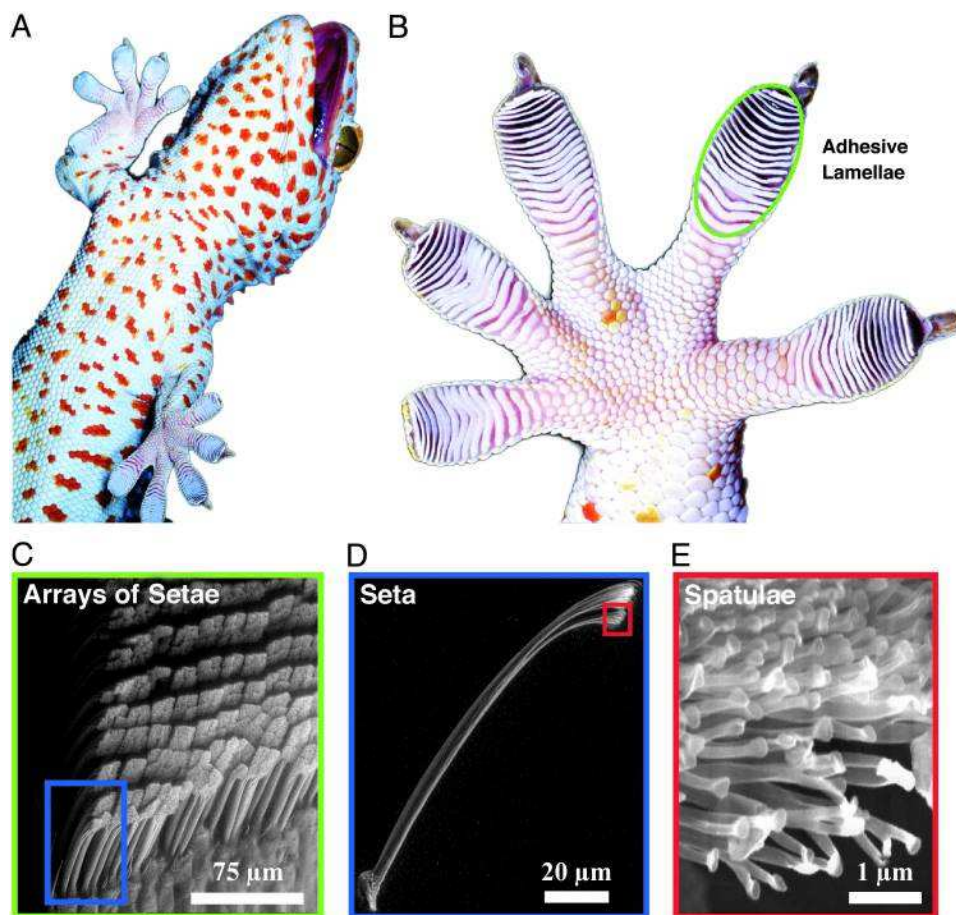 A
B
Adhesive
Lamellae
C
D
E
Arrays of Setae
Seta
Spatulae
75 µm
20 µm
1 µm